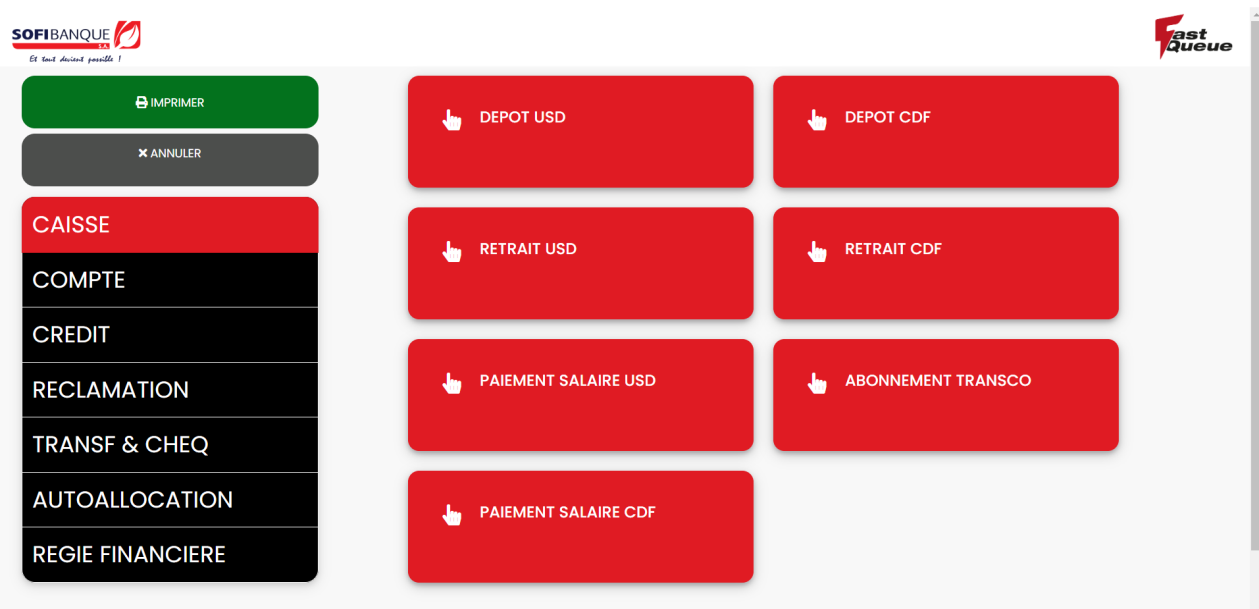 SOFIBANQUE
S.A.
Et tout devient possible !
Fast
Queue
IMPRIMER
ANNULER
CAISSE
COMPTE
CREDIT
RECLAMATION
TRANSF & CHEQ
AUTOALLOCATION
REGIE FINANCIERE
DEPOT USD
DEPOT CDF
RETRAIT USD
RETRAIT CDF
PAIEMENT SALAIRE USD
ABONNEMENT TRANSCO
PAIEMENT SALAIRE CDF